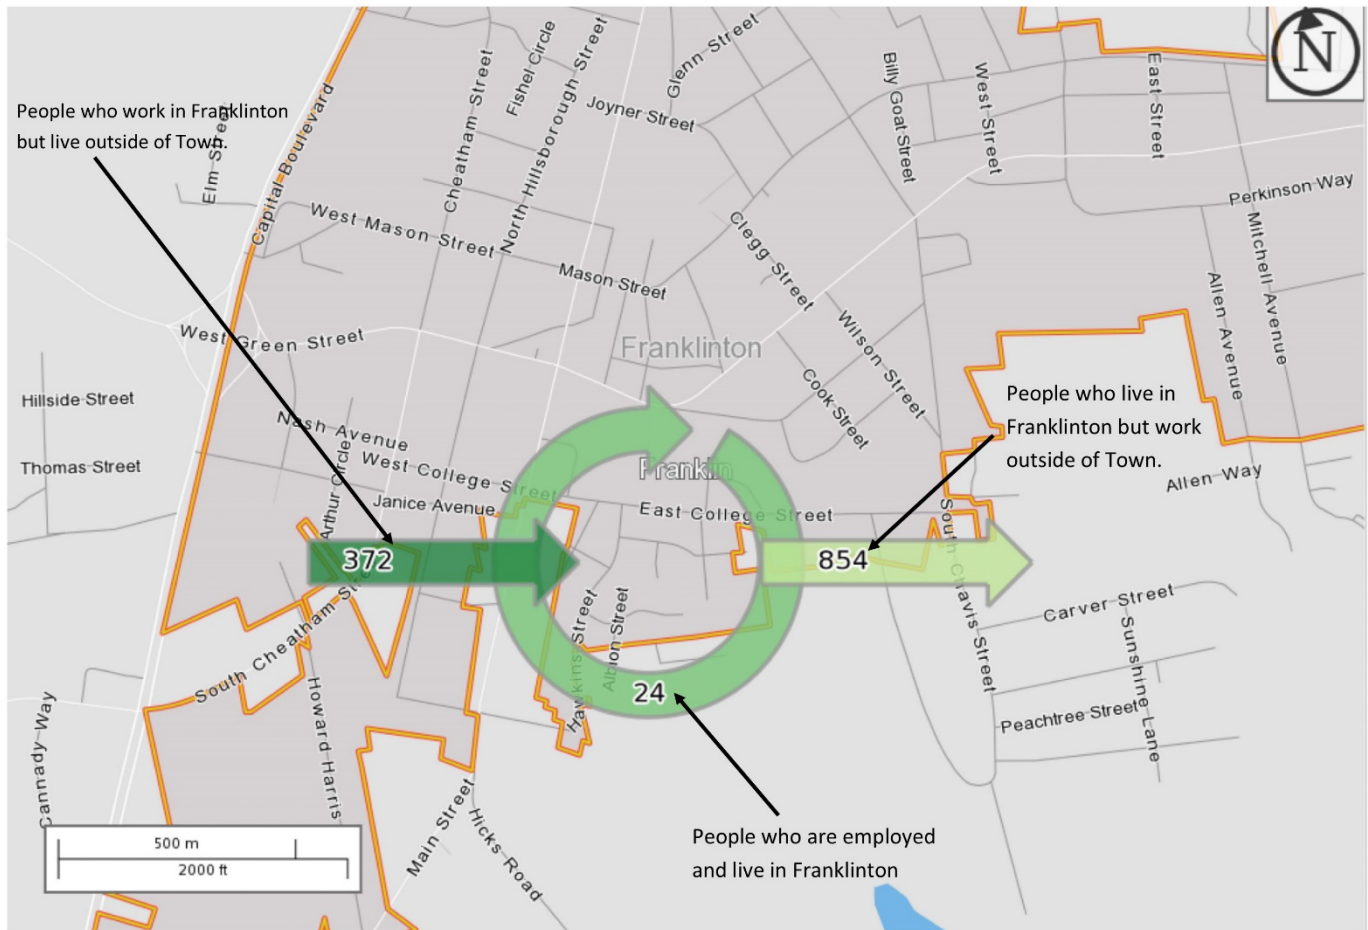 N
Fishel Circle
Glenn Street
Cheatham Street
North Hillsborough Street
Joyner Street
Billy Goat Street
West Street
East Street
People who work in Franklinton
but live outside of Town.
Elm Street
Capital Boulevard
West Mason Street
Mason Street
Clegg Street
Perkinson Way
Mitchell Avenue
Allen Avenue
West Green Street
Franklinton
Wilson Street
Cook Street
Hillside Street
Nash Avenue
People who live in
Franklinton but work
outside of Town.
Thomas Street
Arthur Circle
West College Street
Franklin
Allen Way
Janice Avenue
East College Street
South Chavis Street
372
854
South Cheatham Stre
Hawkins Street
Albion Street
Carver Street
Sunshine Lane
24
Cannady Way
Howard Harris
Peachtree Street
Main Street
Hicks Road
People who are employed
and live in Franklinton
500 m
2000 ft